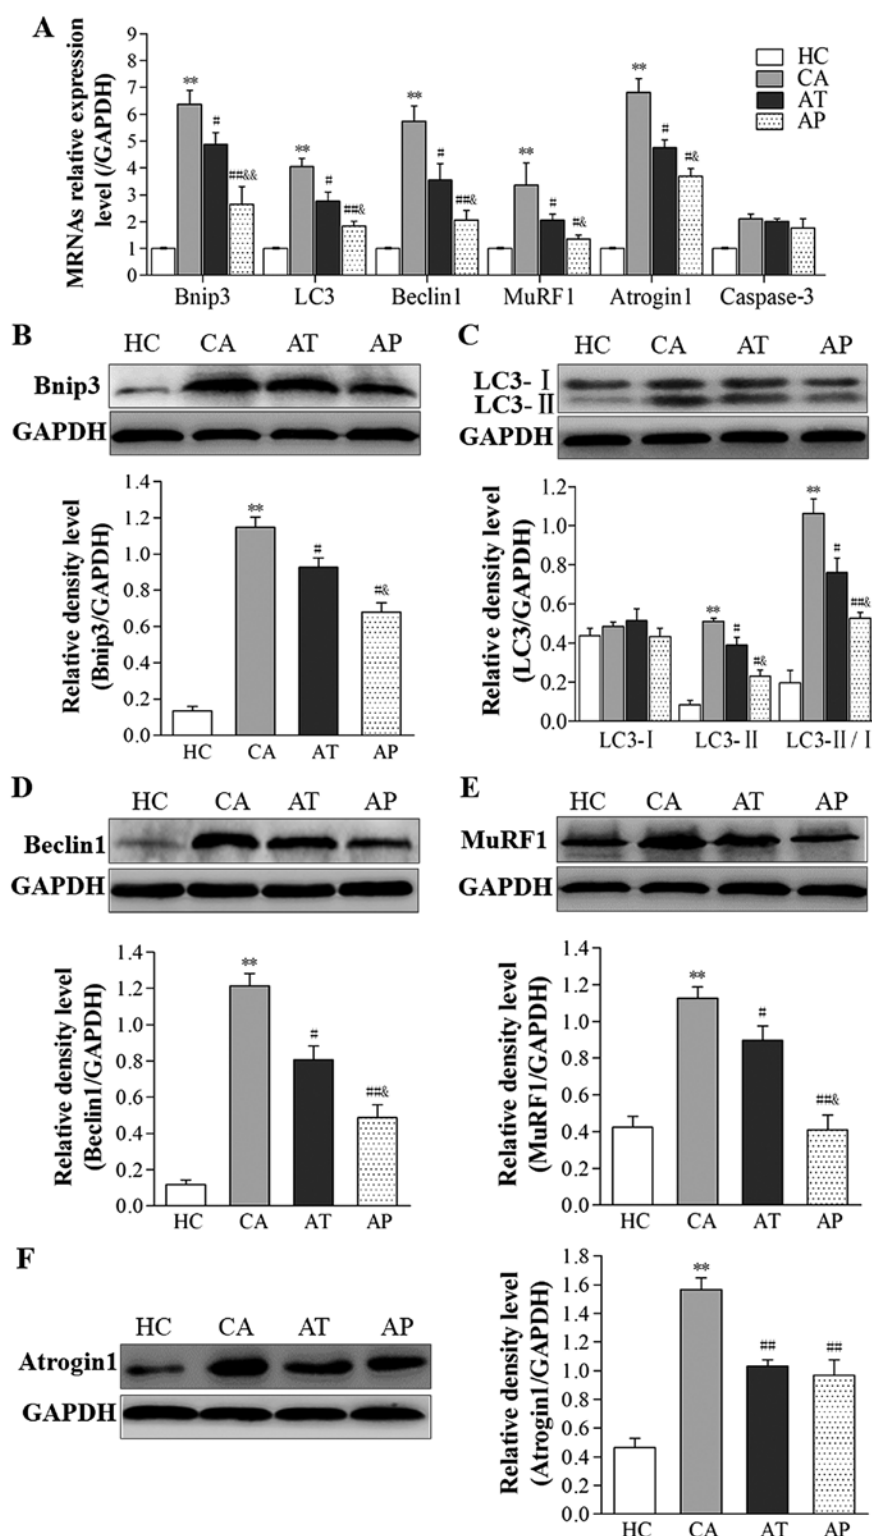 A
MRNAs relative expression
level (/GAPDH)
9
8
7
6
5
4
3
2
1
0
** # ##&&
** # ##&
** # ##&
** # #&
** # #&
HC
CA
AT
AP
Bnip3 LC3 Beclin1 MuRF1 Atrogin1 Caspase-3
B
HC CA AT AP
Bnip3
GAPDH
Relative density level
(Bnip3/GAPDH)
1.4
1.2
1.0
0.8
0.6
0.4
0.2
0.0
** # #&
HC CA AT AP
C
HC CA AT AP
LC3-Ⅰ
LC3-Ⅱ
GAPDH
Relative density level
(LC3/GAPDH)
1.2
1.0
0.8
0.6
0.4
0.2
0.0
** # #&
** # ##&
LC3-Ⅰ LC3-Ⅱ LC3-Ⅱ/Ⅰ
D
HC CA AT AP
Beclin1
GAPDH
Relative density level
(Beclin1/GAPDH)
1.4
1.2
1.0
0.8
0.6
0.4
0.2
0.0
** # ##&
HC CA AT AP
E
HC CA AT AP
MuRF1
GAPDH
Relative density level
(MuRF1/GAPDH)
1.4
1.2
1.0
0.8
0.6
0.4
0.2
0.0
** # ##&
HC CA AT AP
F
HC CA AT AP
Atrogin1
GAPDH
Relative density level
(Atrogin1/GAPDH)
1.8
1.6
1.4
1.2
1.0
0.8
0.6
0.4
0.2
0.0
** ## ##
HC CA AT AP